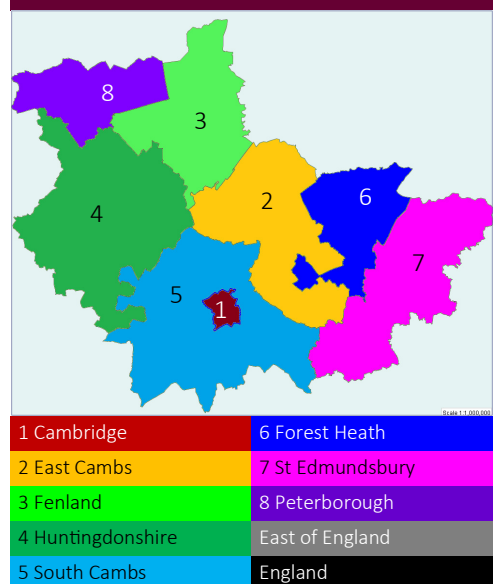 8
3
2
6
4
7
5
1
Scale 1:1,000,000
1 Cambridge
6 Forest Heath
2 East Cambs
7 St Edmundsbury
3 Fenland
8 Peterborough
4 Huntingdonshire
East of England
5 South Cambs
England